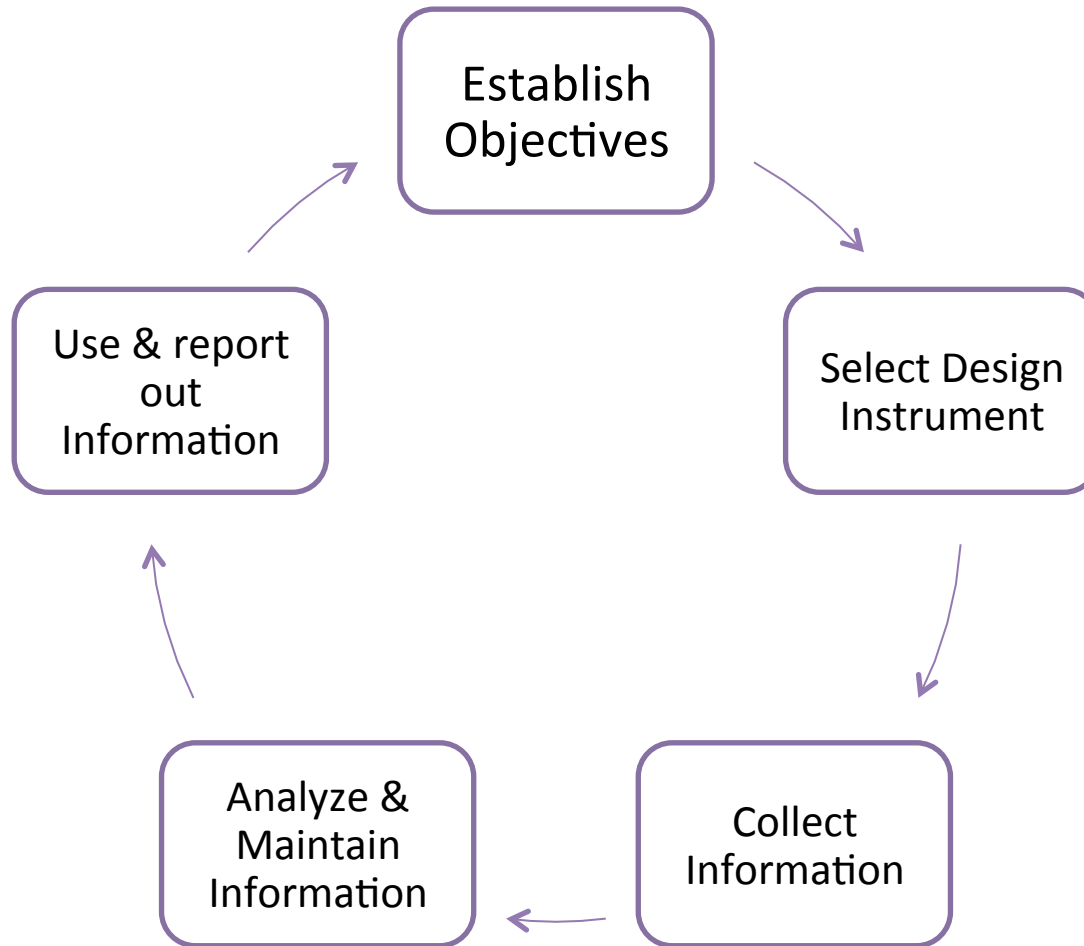 Establish
Objectives
Select Design
Instrument
Collect
Information
Analyze &
Maintain
Information
Use & report
out
Information